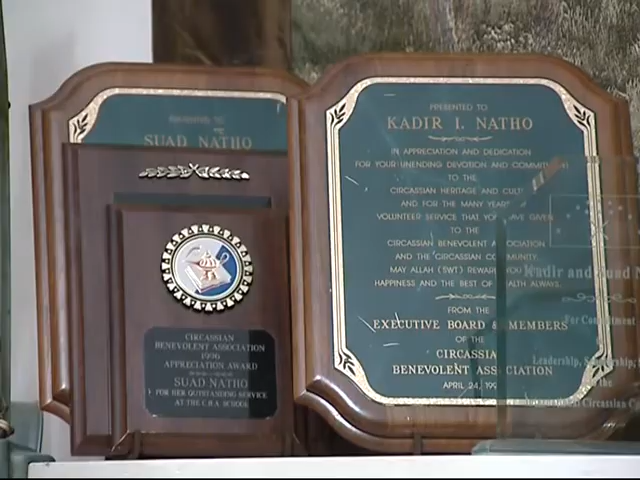 PRESENTED TO
SUAD NATHO
CIRCASSIAN
BENEVOLENT ASSOCIATION
1996
APPRECIATION AWARD
SUAD NATHO
FOR HER OUTSTANDING SERVICE
AT THE C.B.A. SCHOOL
PRESENTED TO
KADIR I. NATHO
IN APPRECIATION AND DEDICATION
FOR YOUR UNENDING DEVOTION AND
TO THE
CIRCASSIAN HERITAGE AND
AND FOR THE MANY
VOLUNTEER SERVICE THAT YOU HAVE GIVEN
TO THE
CIRCASSIAN BENEVOLENT ASSOCIATION
AND THE CIRCASSIAN COMMUNITY.
MAY ALLAH (SWT) REWARD YOU
HAPPINESS AND THE BEST OF HEALTH ALWAYS.
FROM THE
EXECUTIVE BOARD & MEMBERS
OF THE
CIRCASSIAN
BENEVOLENT ASSOCIATION
APRIL 24,
Kadir and Suad
For Commitment
Leadership,
the
Circassian